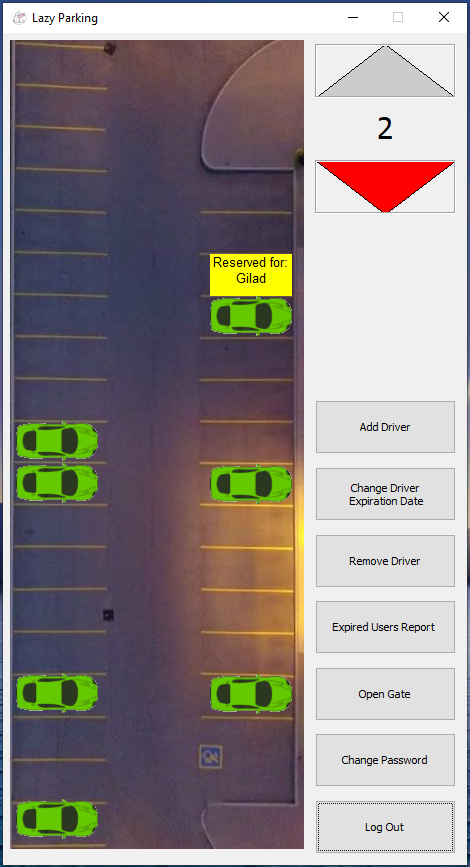 Lazy Parking
2
Reserved for:
Gilad
Add Driver
Change Driver
Expiration Date
Remove Driver
Expired Users Report
Open Gate
Change Password
Log Out